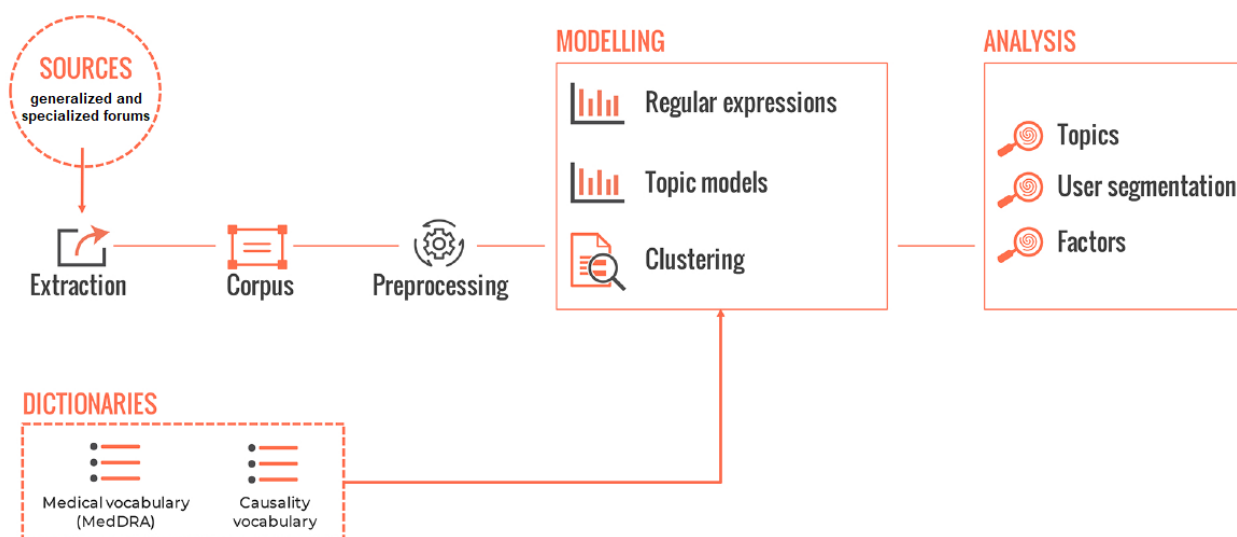 SOURCES
generalized and
specialized forums
Extraction
Corpus
Preprocessing
MODELLING
Regular expressions
Topic models
Clustering
ANALYSIS
Topics
User segmentation
Factors
DICTIONARIES
Medical vocabulary
(MedDRA)
Causality
vocabulary